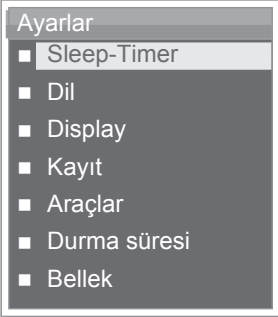 Ayarlar
Sleep-Timer
Dil
Display
Kayıt
Araçlar
Durma süresi
Bellek